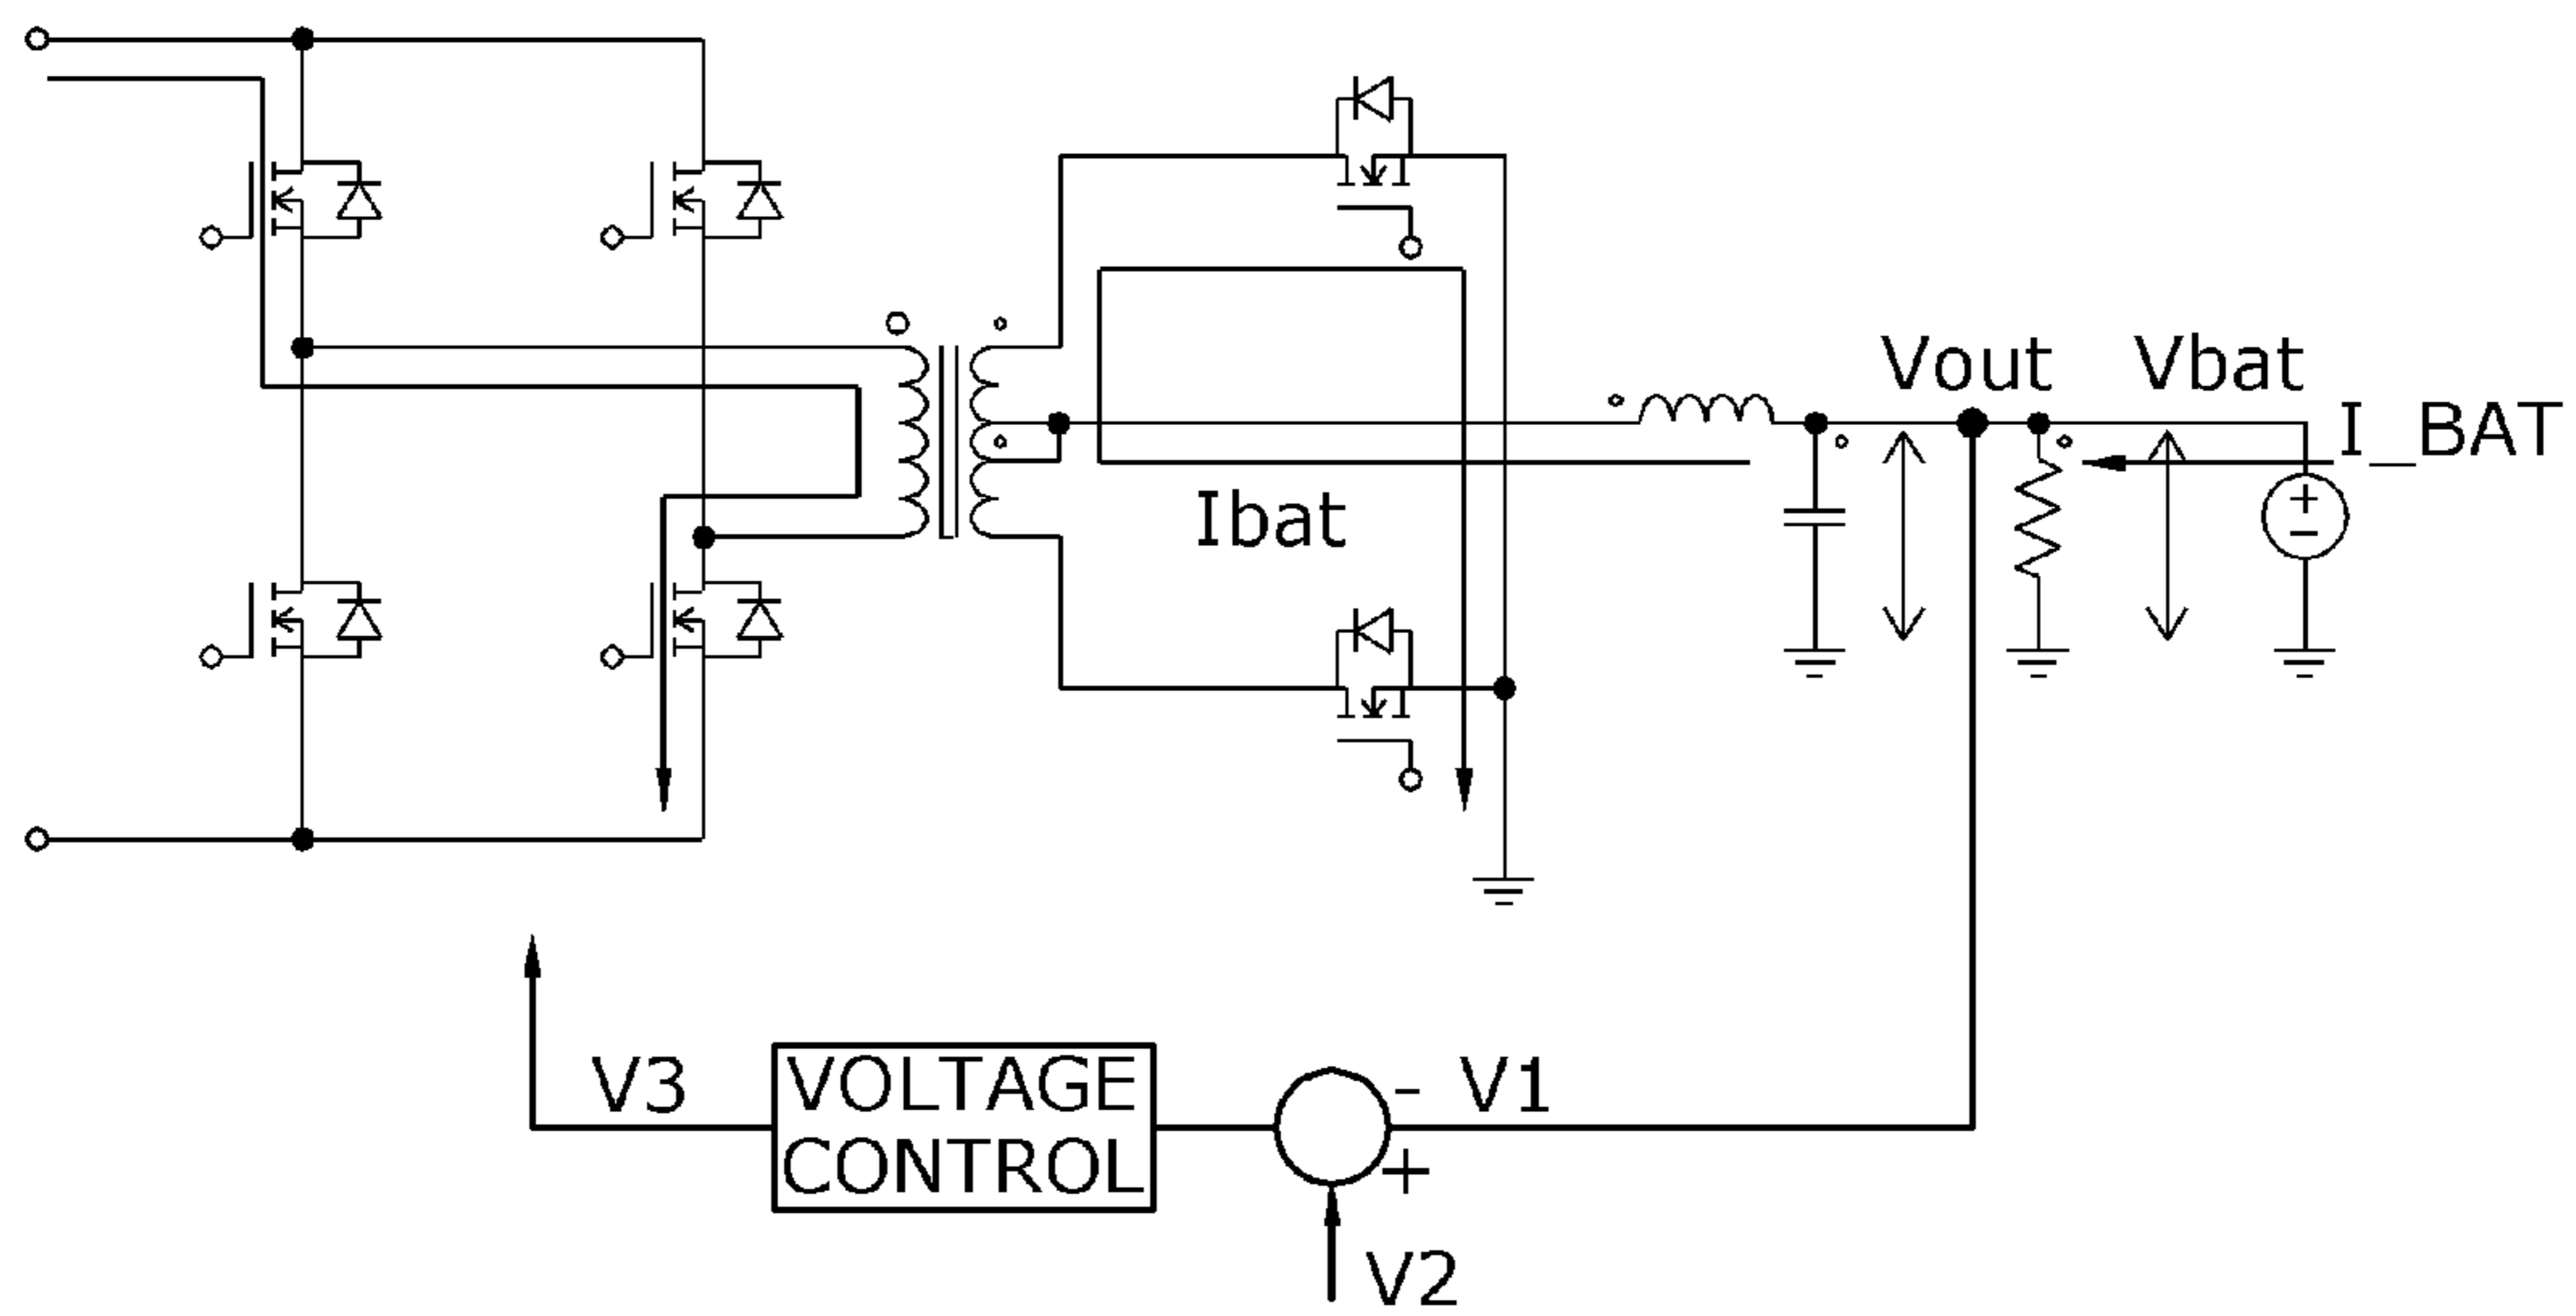 Vout
Vbat
I_BAT
Ibat
V3
VOLTAGE
CONTROL
-
V1
+
V2